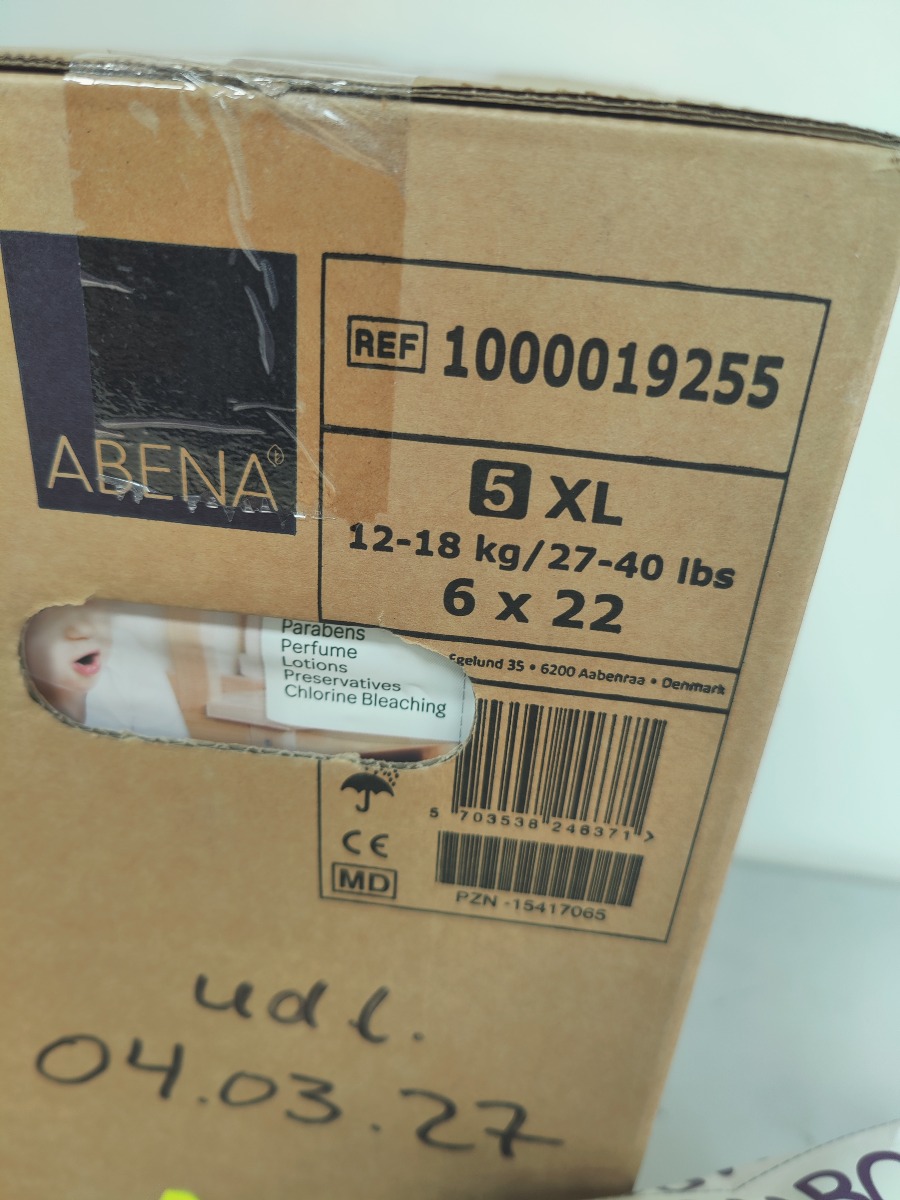 ABENA®
REF 1000019255
5 XL
12-18 kg/27-40 lbs
6 x 22
Egelund 35 • 6200 Aabenraa • Denmark
Parabens
Perfume
Lotions
Preservatives
Chlorine Bleaching
5 703538 246371 >
CE
MD
PZN -15417065
udl.
04.03.27